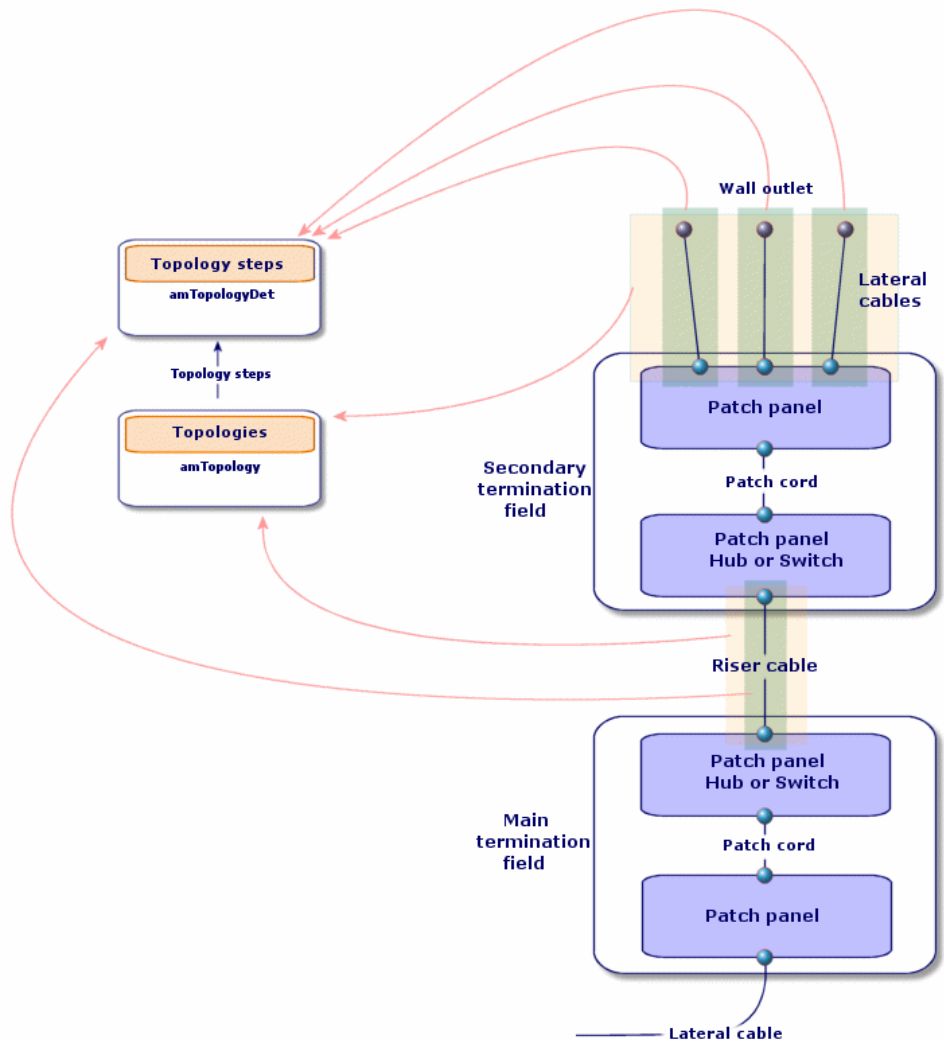 Wall outlet
Topology steps
amTopologyDet
Lateral
cables
Topology steps
Topologies
amTopology
Patch panel
Secondary
termination
field
Patch cord
Patch panel
Hub or Switch
Riser cable
Patch panel
Hub or Switch
Main
termination
field
Patch cord
Patch panel
Lateral cable